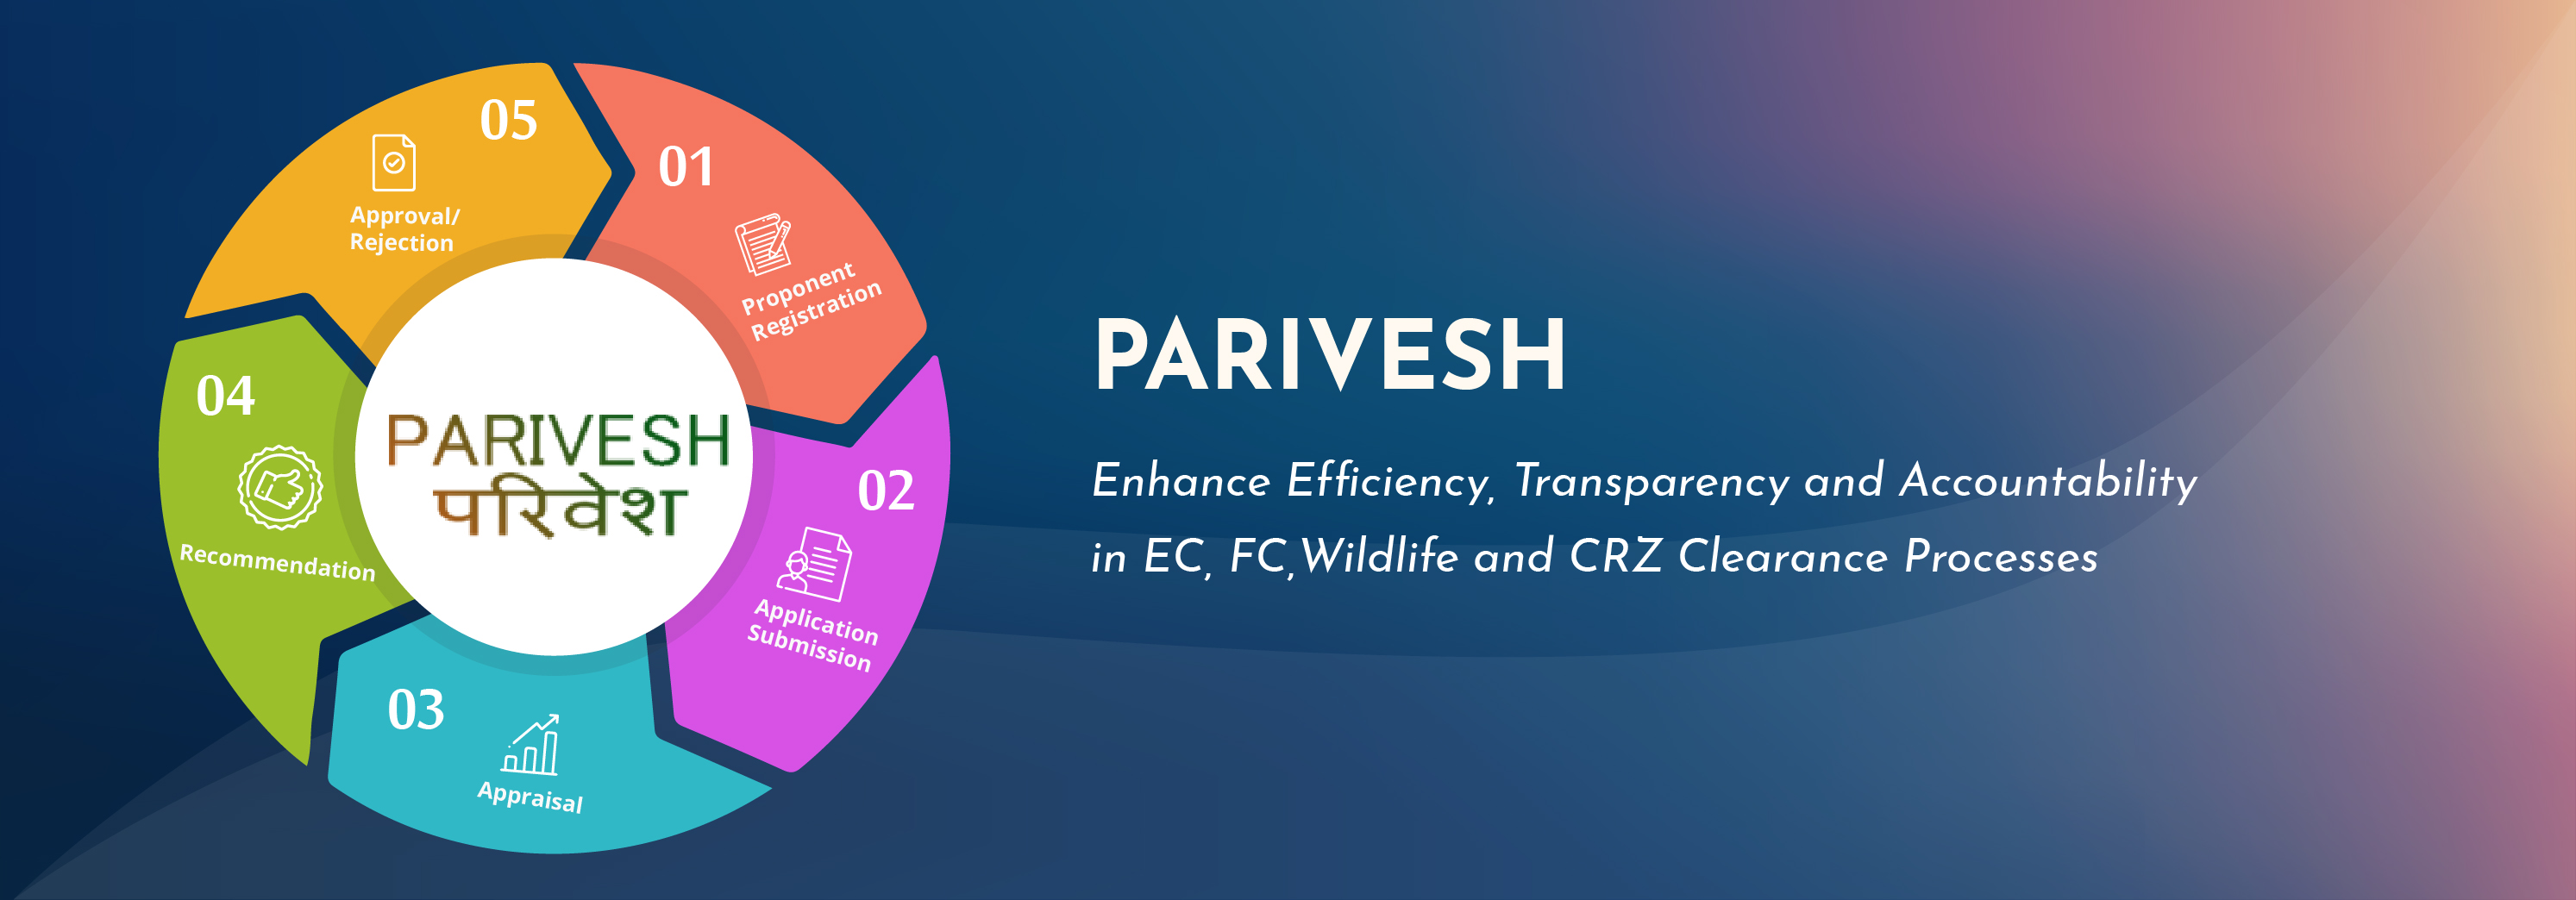 05
Approval/
Rejection
01
Proponent
Registration
04
Recommendation
PARIVESH
परिवेश
02
Application
Submission
03
Appraisal
PARIVESH
Enhance Efficiency, Transparency and Accountability
in EC, FC,Wildlife and CRZ Clearance Processes